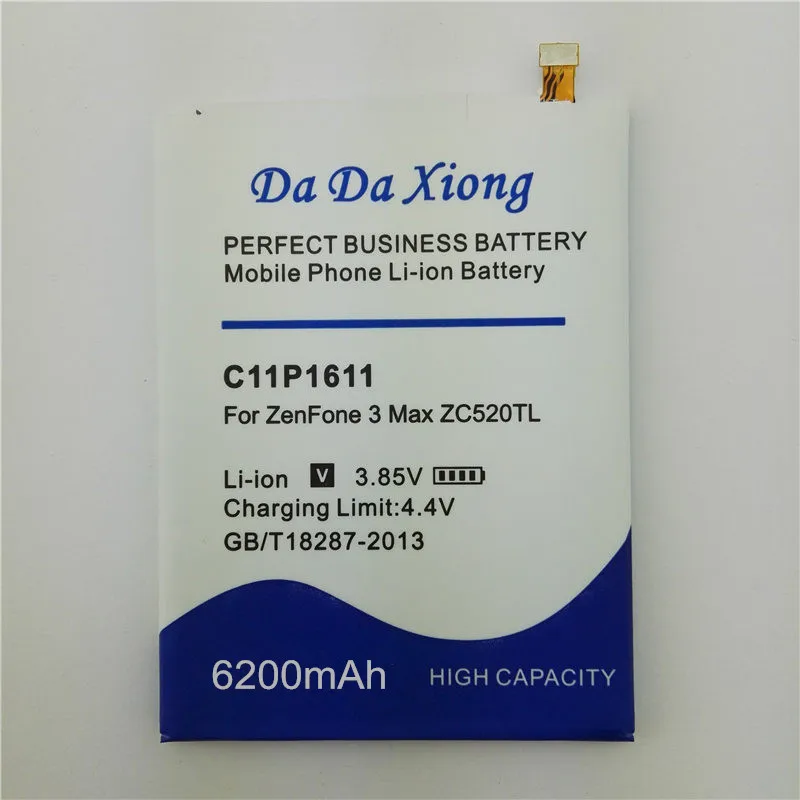 Da Da Xiong
PERFECT BUSINESS BATTERY
Mobile Phone Li-ion Battery
C11P1611
For ZenFone 3 Max ZC520TL
Li-ion V 3.85V
Charging Limit:4.4V
GB/T18287-2013
6200mAh HIGH CAPACITY